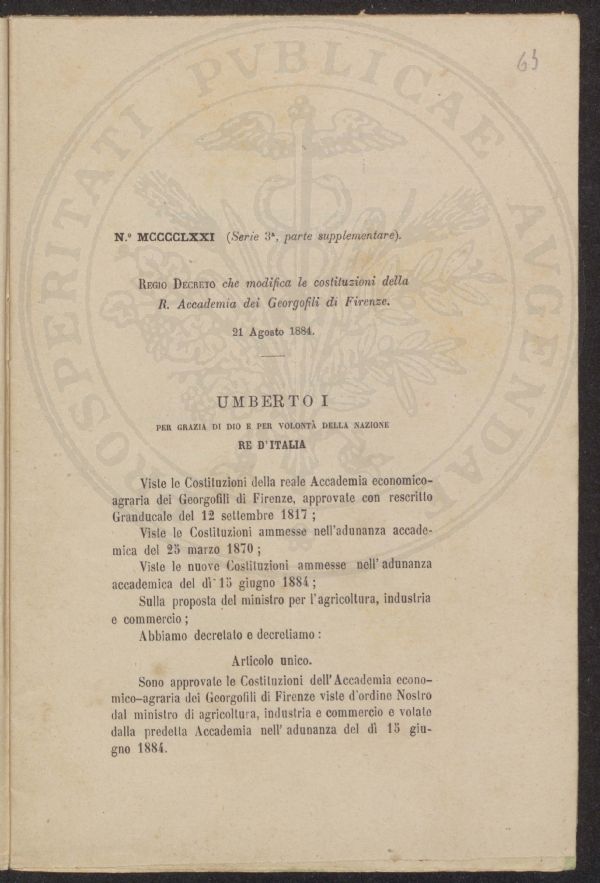 63
PROSPERITATI PVBLICAE AVGENDAE
N.º MCCCCLXXI (Serie 3ª, parte supplementare).
REGIO DECRETO che modifica le costituzioni della
R. Accademia dei Georgofili di Firenze.
21 Agosto 1884.
UMBERTO I
PER GRAZIA DI DIO E PER VOLONTÀ DELLA NAZIONE
RE D'ITALIA
Viste le Costituzioni della reale Accademia economico-
agraria dei Georgofili di Firenze, approvate con rescritto
Granducale del 12 settembre 1817 ;
Viste le Costituzioni ammesse nell'adunanza accade-
mica del 25 marzo 1870 ;
Viste le nuove Costituzioni ammesse nell' adunanza
accademica del dì 15 giugno 1884 ;
Sulla proposta del ministro per l'agricoltura, industria
e commercio ;
Abbiamo decretato e decretiamo :
Articolo unico.
Sono approvate le Costituzioni dell'Accademia econo-
mico-agraria dei Georgofili di Firenze viste d'ordine Nostro
dal ministro di agricoltura, industria e commercio e votate
dalla predetta Accademia nell' adunanza del dì 15 giu-
gno 1884.